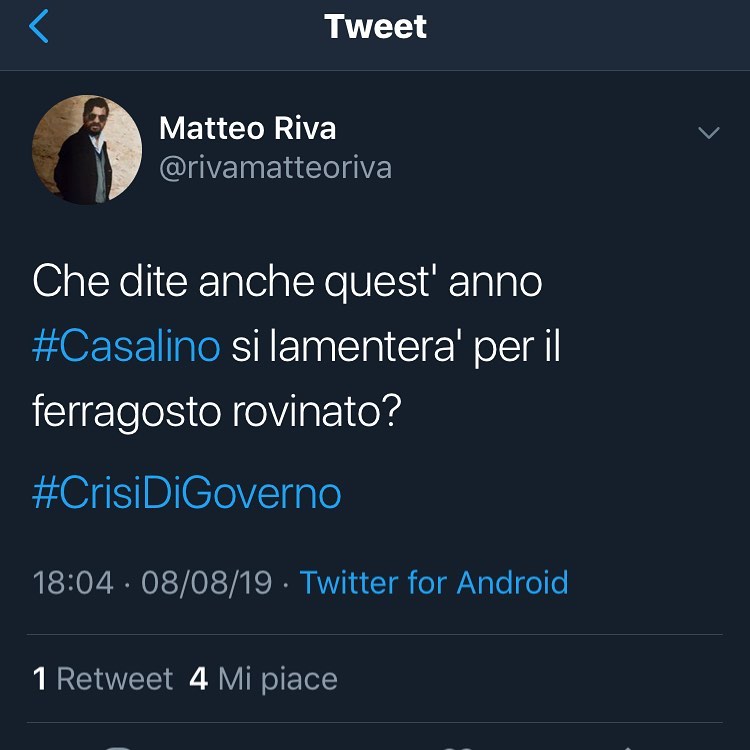 Tweet
Matteo Riva
@rivamatteoriva
Che dite anche quest' anno
#Casalino si lamentera' per il
ferragosto rovinato?
#CrisiDiGoverno
18:04 · 08/08/19 · Twitter for Android
1 Retweet 4 Mi piace